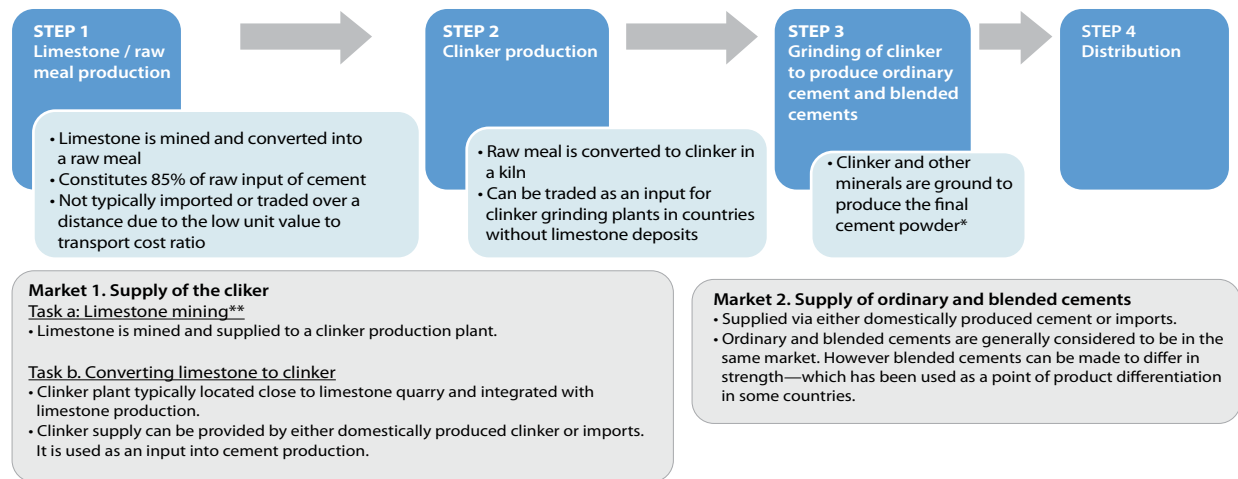 STEP 1
Limestone / raw
meal production
• Limestone is mined and converted into
a raw meal
• Constitutes 85% of raw input of cement
• Not typically imported or traded over a
distance due to the low unit value to
transport cost ratio
STEP 2
Clinker production
• Raw meal is converted to clinker in
a kiln
• Can be traded as an input for
clinker grinding plants in countries
without limestone deposits
STEP 3
Grinding of clinker
to produce ordinary
cement and blended
cements
• Clinker and other
minerals are ground to
produce the final
cement powder*
STEP 4
Distribution
Market 1. Supply of the cliker
Task a: Limestone mining**
• Limestone is mined and supplied to a clinker production plant.
Task b. Converting limestone to clinker
• Clinker plant typically located close to limestone quarry and integrated with
limestone production.
• Clinker supply can be provided by either domestically produced clinker or imports.
It is used as an input into cement production.
Market 2. Supply of ordinary and blended cements
• Supplied via either domestically produced cement or imports.
• Ordinary and blended cements are generally considered to be in the
same market. However blended cements can be made to differ in
strength—which has been used as a point of product differentiation
in some countries.